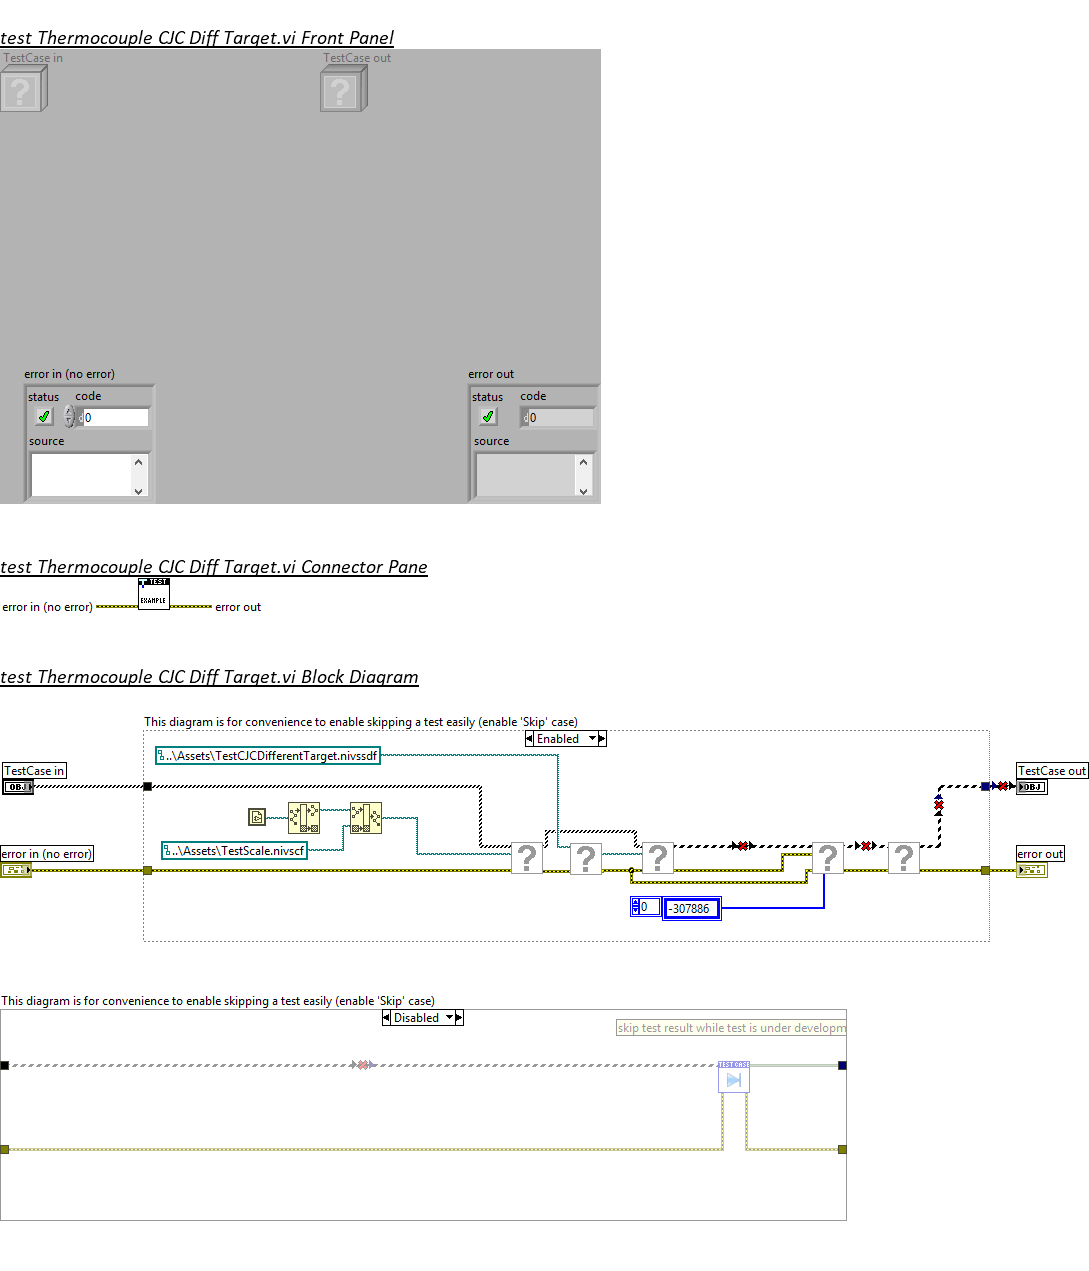 test Thermocouple CJC Diff Target.vi Front Panel
TestCase in
TestCase out
?
?
error in (no error)
error out
status
code
status
code
d0
d0
source
source
test Thermocouple CJC Diff Target.vi Connector Pane
TEST
EXAMPLE
error in (no error)
error out
test Thermocouple CJC Diff Target.vi Block Diagram
This diagram is for convenience to enable skipping a test easily (enable 'Skip' case)
Enabled
..\Assets\TestCJCDifferentTarget.nivssdf
TestCase in
TestCase out
OBJ
OBJ
..\Assets\TestScale.nivscf
error in (no error)
error out
? ? ? ? ?
0
-307886
This diagram is for convenience to enable skipping a test easily (enable 'Skip' case)
Disabled
skip test result while test is under developm
TEST CASE